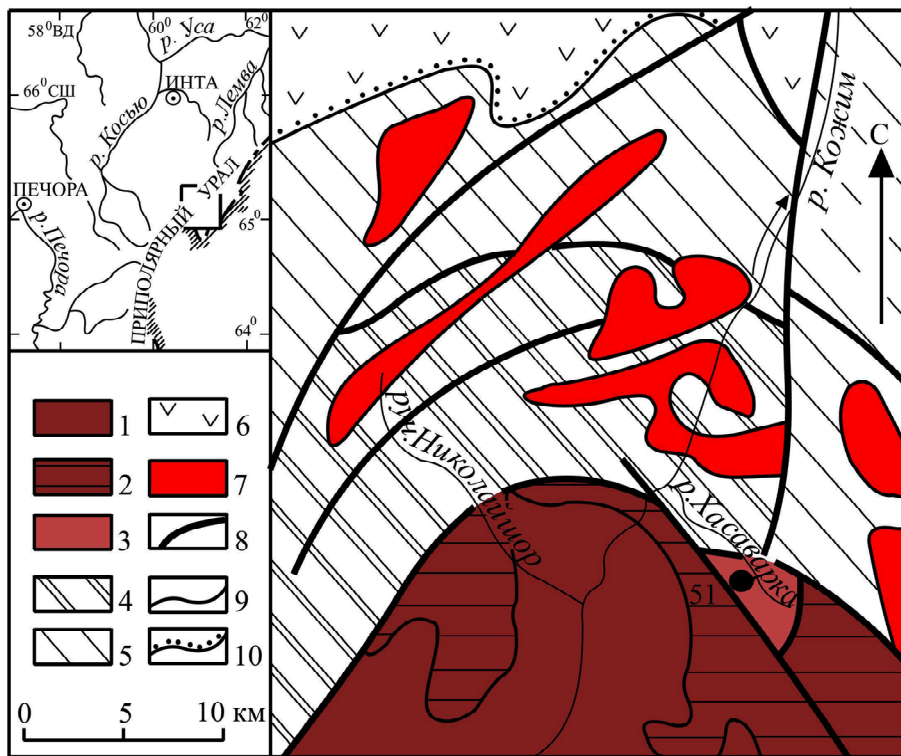 58⁰ВД
60⁰
62⁰
р. Уса
66⁰СШ
ИНТА
р. Лемва
р. Косью
ПЕЧОРА
р. Печора
ПРИПОЛЯРНЫЙ УРАЛ
65⁰
64⁰
1
6
2
7
3
8
4
9
5
10
0 5 10 км
р. Кожим
С
руч. Николайшор
р. Хасаварка
51